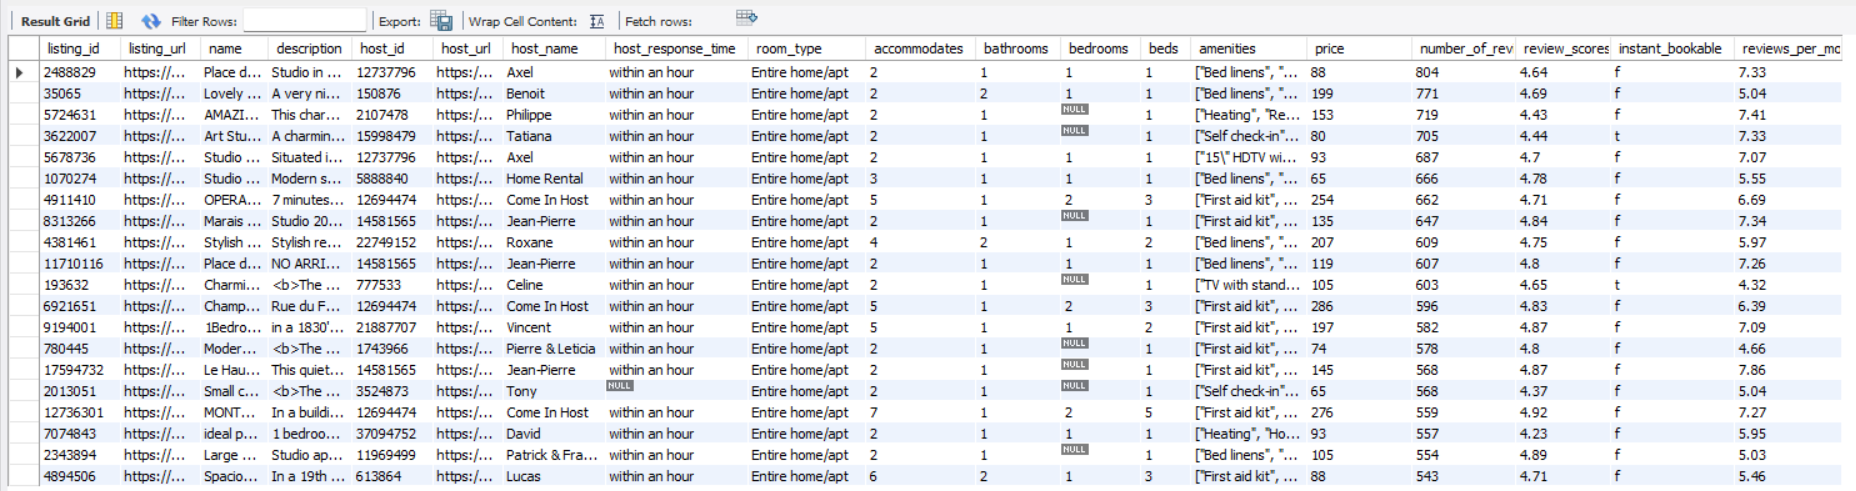 Result Grid Filter Rows: Export: Wrap Cell Content: IA Fetch rows:
listing_id listing_url name description host_id host_url host_name host_response_time room_type accommodates bathrooms bedrooms beds amenities price number_of_revi review_scores instant_bookable reviews_per_mo
2488829 https://... Place d... Studio in ... 12737796 https:/... Axel within an hour Entire home/apt 2 1 1 1 ["Bed linens", "... 88 804 4.64 f 7.33
35065 https://... Lovely ... A very ni... 150876 https:/... Benoit within an hour Entire home/apt 2 2 1 1 ["Bed linens", "... 199 771 4.69 f 5.04
5724631 https://... AMAZI... This char... 2107478 https:/... Philippe within an hour Entire home/apt 2 1 NULL 1 ["Heating", "Re... 153 719 4.43 f 7.41
3622007 https://... Art Stu... A charmin... 15998479 https:/... Tatiana within an hour Entire home/apt 2 1 NULL 1 ["Self check-in"... 80 705 4.44 t 7.33
5678736 https://... Studio ... Situated i... 12737796 https:/... Axel within an hour Entire home/apt 2 1 1 1 ["15\" HDTV wi... 93 687 4.7 f 7.07
1070274 https://... Studio ... Modern s... 5888840 https:/... Home Rental within an hour Entire home/apt 3 1 1 1 ["Bed linens", "... 65 666 4.78 f 5.55
4911410 https://... OPERA... 7 minutes... 12694474 https:/... Come In Host within an hour Entire home/apt 5 1 2 3 ["First aid kit", ... 254 662 4.71 f 6.69
8313266 https://... Marais ... Studio 20... 14581565 https:/... Jean-Pierre within an hour Entire home/apt 2 1 NULL 1 ["First aid kit", ... 135 647 4.84 f 7.34
4381461 https://... Stylish ... Stylish re... 22749152 https:/... Roxane within an hour Entire home/apt 4 2 1 2 ["Bed linens", "... 207 609 4.75 f 5.97
11710116 https://... Place d... NO ARRI... 14581565 https:/... Jean-Pierre within an hour Entire home/apt 2 1 1 1 ["Bed linens", "... 119 607 4.8 f 7.26
193632 https://... Charmi... <b>The ... 777533 https:/... Celine within an hour Entire home/apt 2 1 NULL 1 ["TV with stand... 105 603 4.65 t 4.32
6921651 https://... Champ... Rue du F... 12694474 https:/... Come In Host within an hour Entire home/apt 5 1 2 3 ["First aid kit", ... 286 596 4.83 f 6.39
9194001 https://... 1Bedro... in a 1830'... 21887707 https:/... Vincent within an hour Entire home/apt 5 1 1 2 ["First aid kit", ... 197 582 4.87 f 7.09
780445 https://... Moder... <b>The ... 1743966 https:/... Pierre & Leticia within an hour Entire home/apt 2 1 NULL 1 ["First aid kit", ... 74 578 4.8 f 4.66
17594732 https://... Le Hau... This quiet... 14581565 https:/... Jean-Pierre within an hour Entire home/apt 2 1 NULL 1 ["First aid kit", ... 145 568 4.87 f 7.86
2013051 https://... Small c... <b>The ... 3524873 https:/... Tony NULL Entire home/apt 2 1 NULL 1 ["Self check-in"... 65 568 4.37 f 5.04
12736301 https://... MONT... In a buildi... 12694474 https:/... Come In Host within an hour Entire home/apt 7 1 2 5 ["First aid kit", ... 276 559 4.92 f 7.27
7074843 https://... ideal p... 1 bedroo... 37094752 https:/... David within an hour Entire home/apt 2 1 1 1 ["Heating", "Ho... 93 557 4.23 f 5.95
2343894 https://... Large ... Studio ap... 11969499 https:/... Patrick & Fra... within an hour Entire home/apt 2 1 NULL 1 ["Bed linens", "... 105 554 4.89 f 5.03
4894506 https://... Spacio... In a 19th ... 613864 https:/... Lucas within an hour Entire home/apt 6 2 1 3 ["First aid kit", ... 88 543 4.71 f 5.46